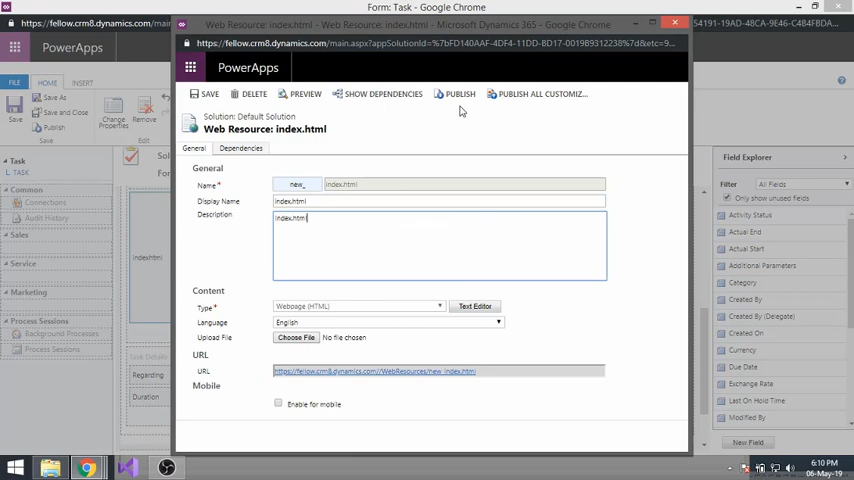 Form: Task - Google Chrome
Web Resource: index.html - Web Resource: index.html - Microsoft Dynamics 365 - Google Chrome
https://fellow.crm8.dynamics.com/main.aspx?appSolutionId=%7bFD140AAF-4DF4-11DD-BD17-0019B9312238%7d&etc=9...
54191-19DA-E911-
PowerApps
PowerApps
FILE
HOME
INSERT
SAVE
DELETE
PREVIEW
SHOW DEPENDENCIES
PUBLISH
PUBLISH ALL CUSTOMIZ...
Save
Save As
Save and Close
Publish
Change
Properties
Remove
Solution: Default Solution
Web Resource: index.html
General
Dependencies
Task
TASK
Common
Connections
Audit History
Sales
Service
Marketing
Process Sessions
Background Processes
Process Sessions
indexhtml
Task Details
Regarding
Duration
General
Name*
new_
index.html
Display Name
index.html
Description
index.html
Content
Type*
Webpage (HTML)
Text Editor
Language
English
Upload File
Choose File
No file chosen
URL
URL
https://fellow.crm8.dynamics.com//WebResources/new_index.html
Mobile
Enable for mobile
Field Explorer
Filter
All Fields
Only show unused fields
Activity Status
Actual End
Actual Start
Additional Parameters
Category
Created By
Created By (Delegate)
Created On
Currency
Due Date
Exchange Rate
Last On Hold Time
Modified By
New Field
6:10 PM
06-May-19